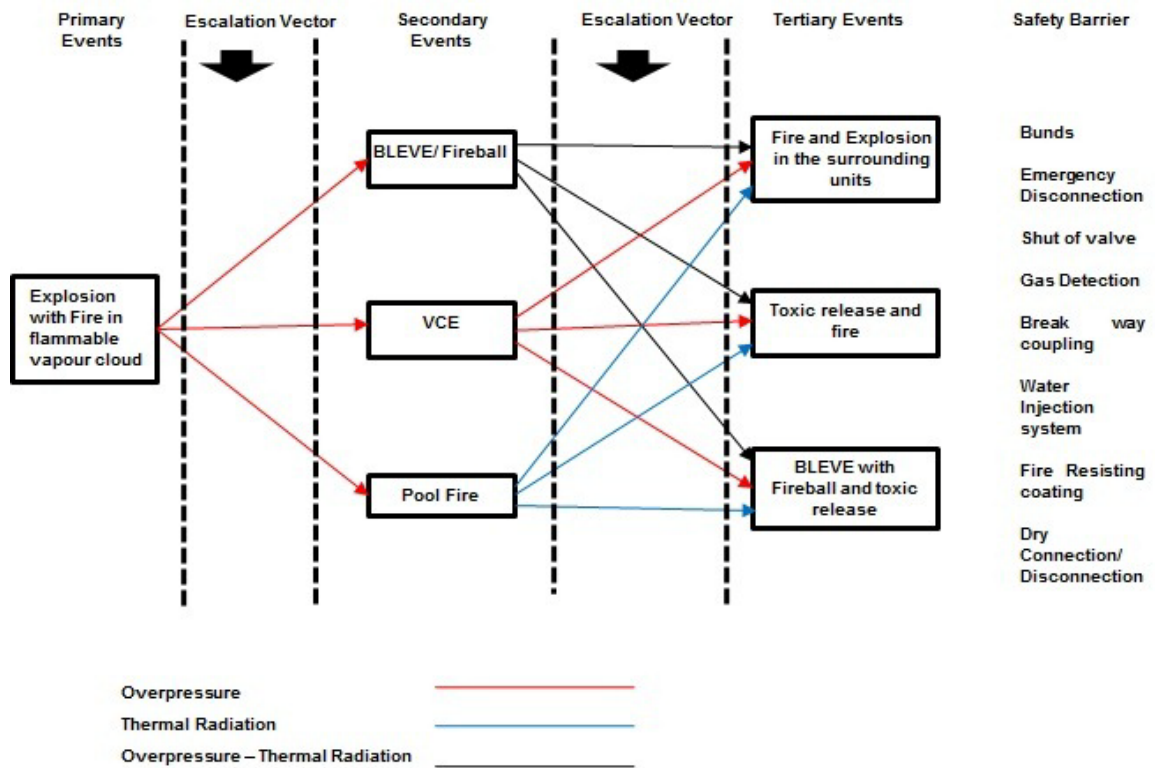 Primary
Events
Escalation Vector
Secondary
Events
Escalation Vector
Tertiary Events
Safety Barrier
Explosion
with Fire in
flammable
vapour cloud
BLEVE/ Fireball
VCE
Pool Fire
Fire and Explosion
in the surrounding
units
Toxic release and
fire
BLEVE with
Fireball and toxic
release
Bunds
Emergency
Disconnection
Shut of valve
Gas Detection
Break way
coupling
Water
Injection
system
Fire Resisting
coating
Dry
Connection/
Disconnection
Overpressure
Thermal Radiation
Overpressure – Thermal Radiation